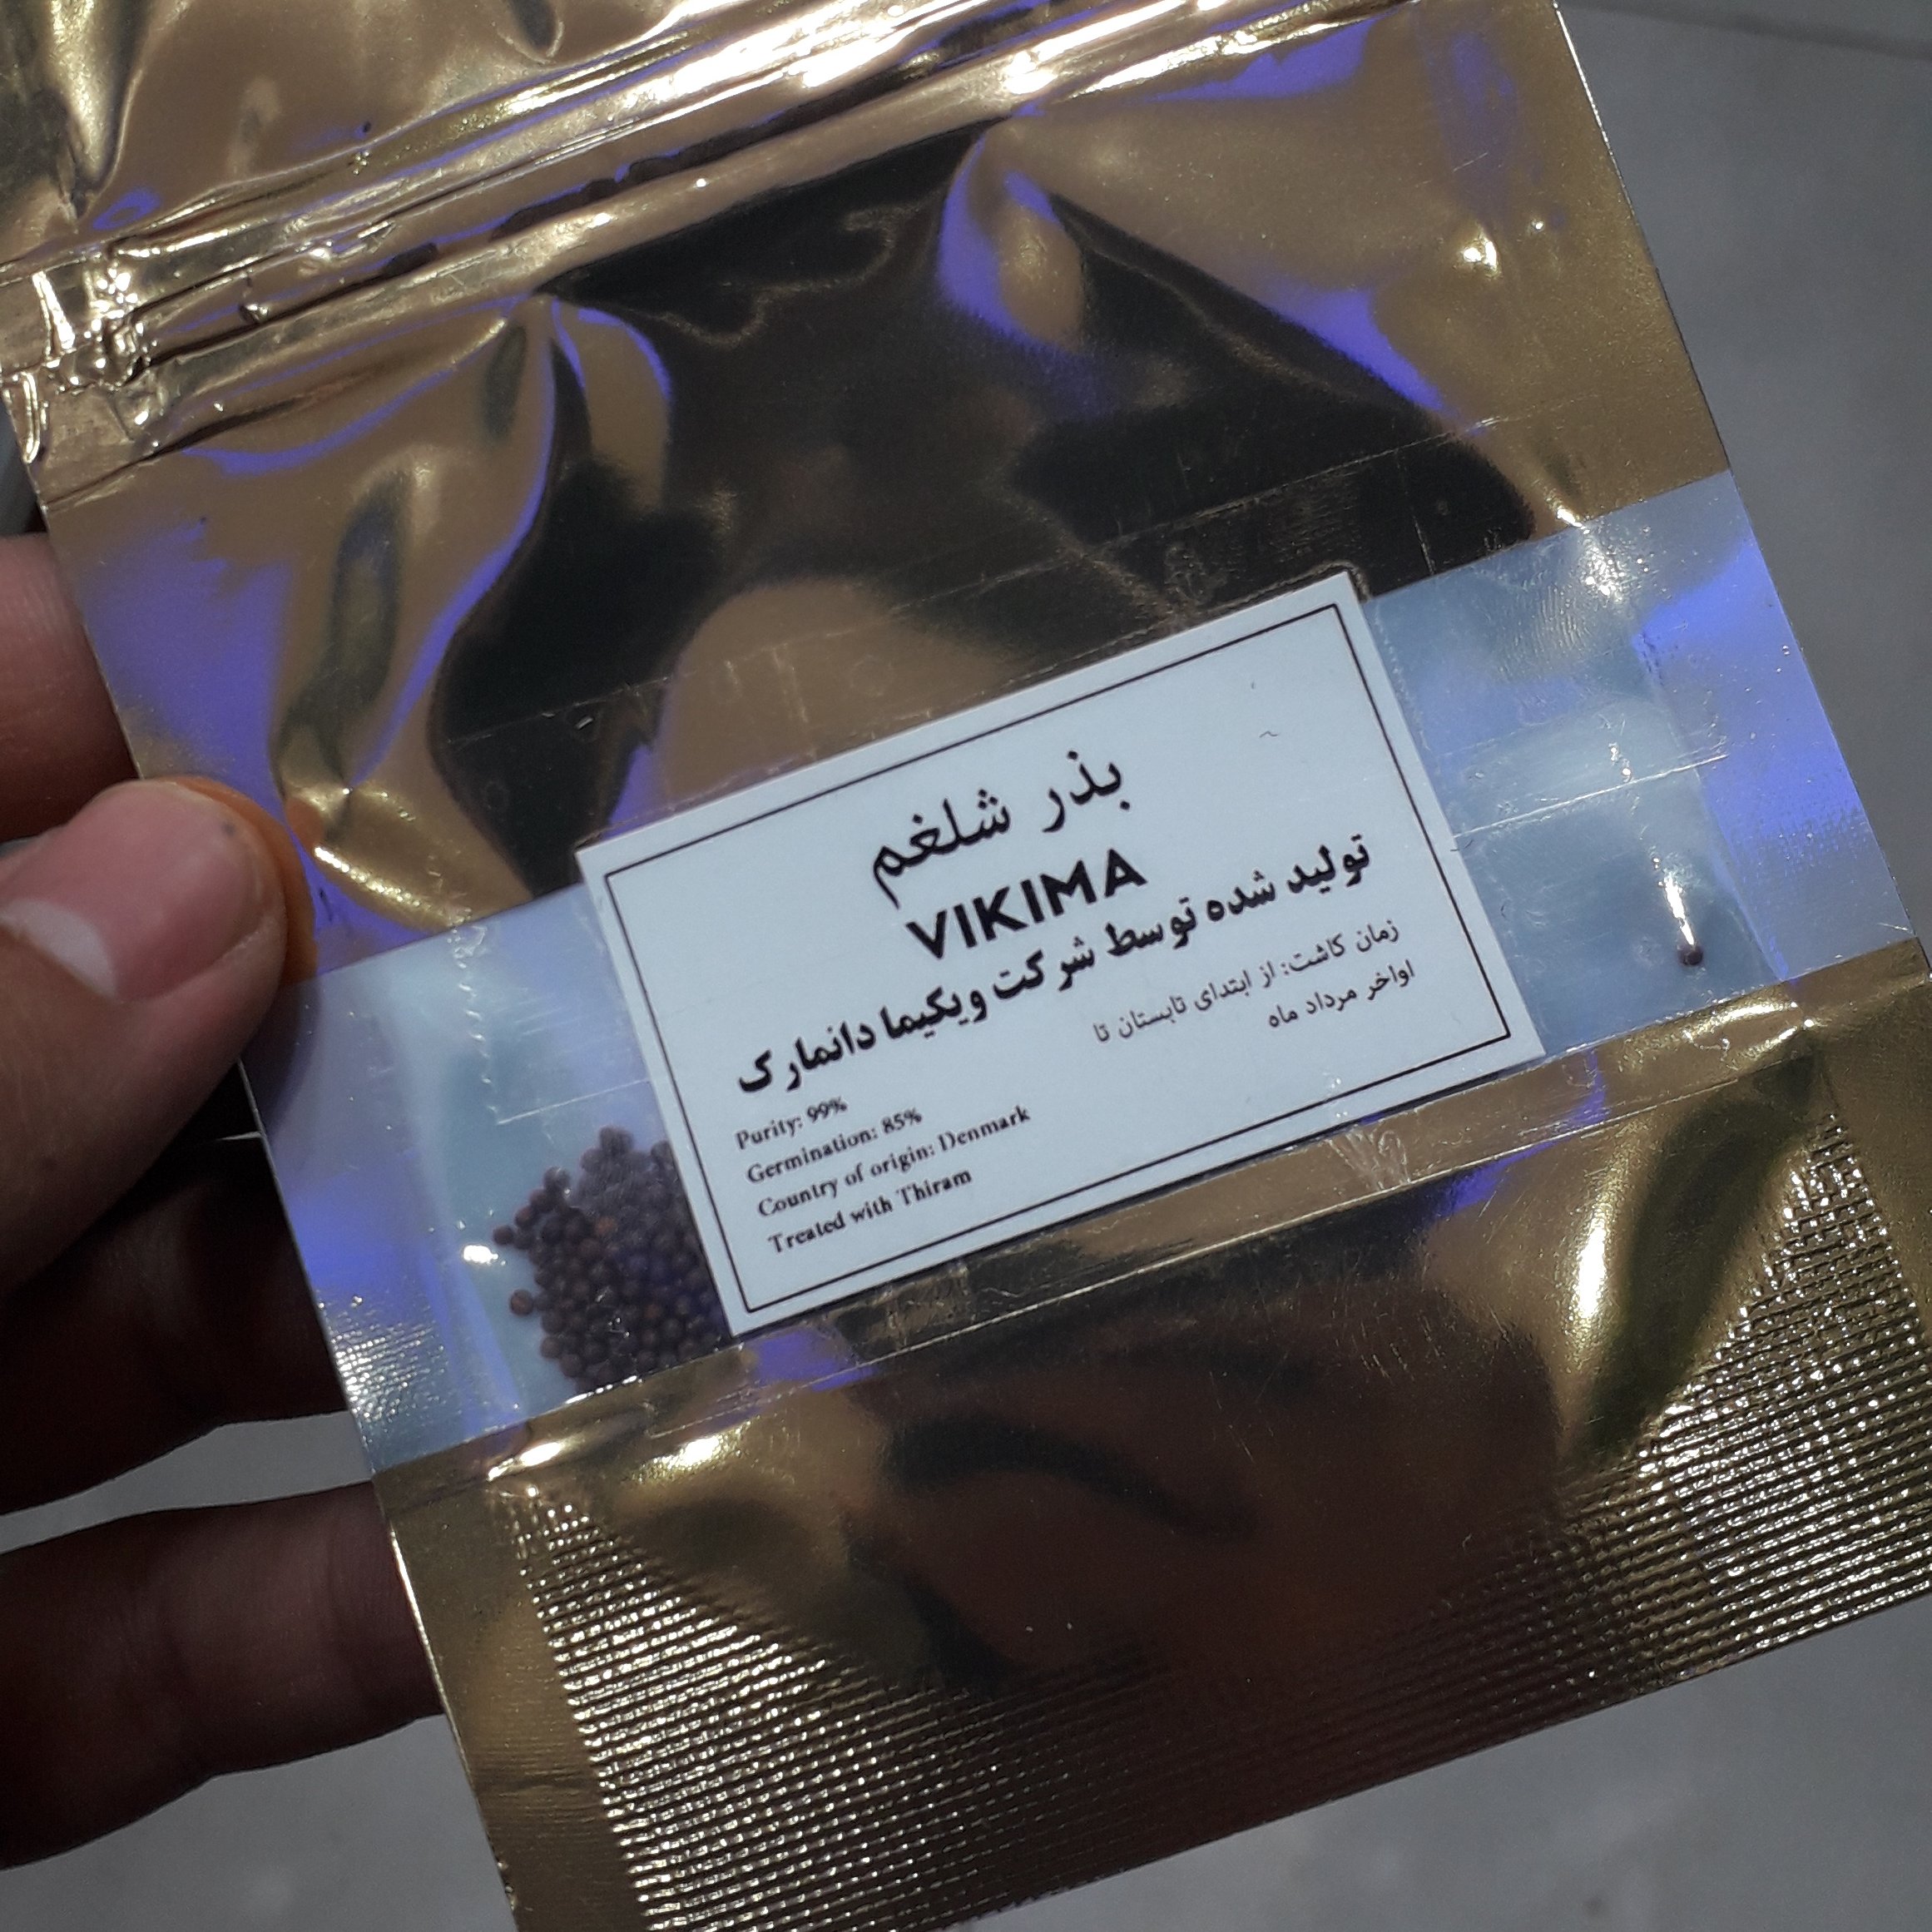 بذر شلغم
VIKIMA
تولید شده توسط شرکت ویکیما دانمارک
زمان کاشت: از ابتدای تابستان تا
اواخر مرداد ماه
Purity: 99%
Germination: 85%
Country of origin: Denmark
Treated with Thiram